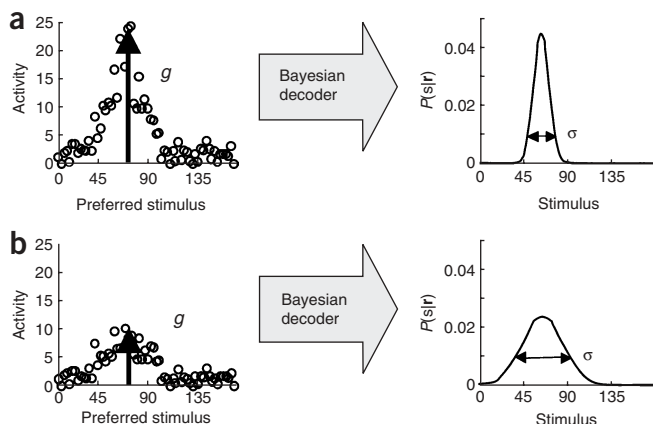 a
Activity
25
20
15
10
5
0
g
0 45 90 135
Preferred stimulus
Bayesian
decoder
P(s|r)
0.04
0.02
0
σ
0 45 90 135
Stimulus
b
Activity
25
20
15
10
5
0
g
0 45 90 135
Preferred stimulus
Bayesian
decoder
P(s|r)
0.04
0.02
0
σ
0 45 90 135
Stimulus